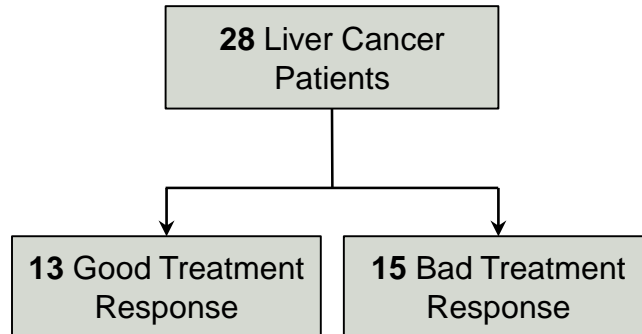 28 Liver Cancer
Patients
13 Good Treatment
Response
15 Bad Treatment
Response